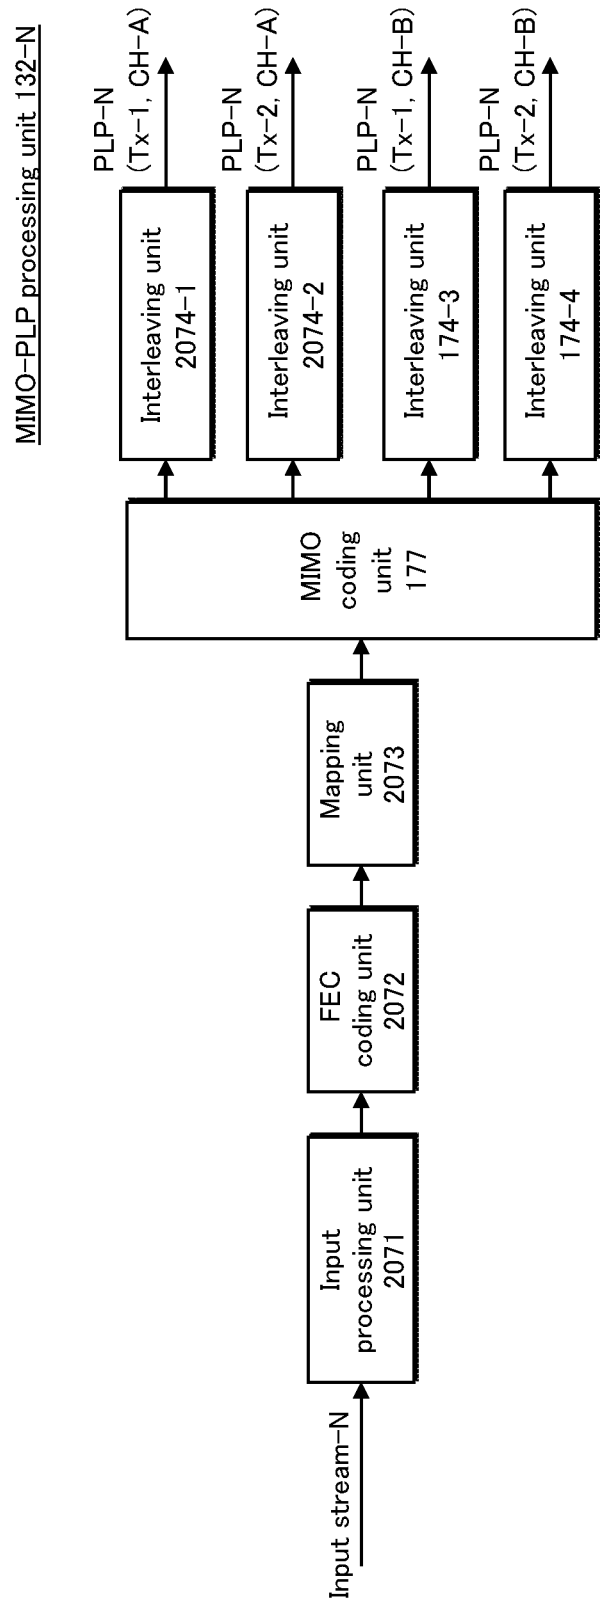 MIMO-PLP processing unit 132-N
Input stream-N
Input
processing unit
2071
FEC
coding unit
2072
Mapping
unit
2073
MIMO
coding
unit
177
Interleaving unit
2074-1
PLP-N
(Tx-1, CH-A)
Interleaving unit
2074-2
PLP-N
(Tx-2, CH-A)
Interleaving unit
174-3
PLP-N
(Tx-1, CH-B)
Interleaving unit
174-4
PLP-N
(Tx-2, CH-B)